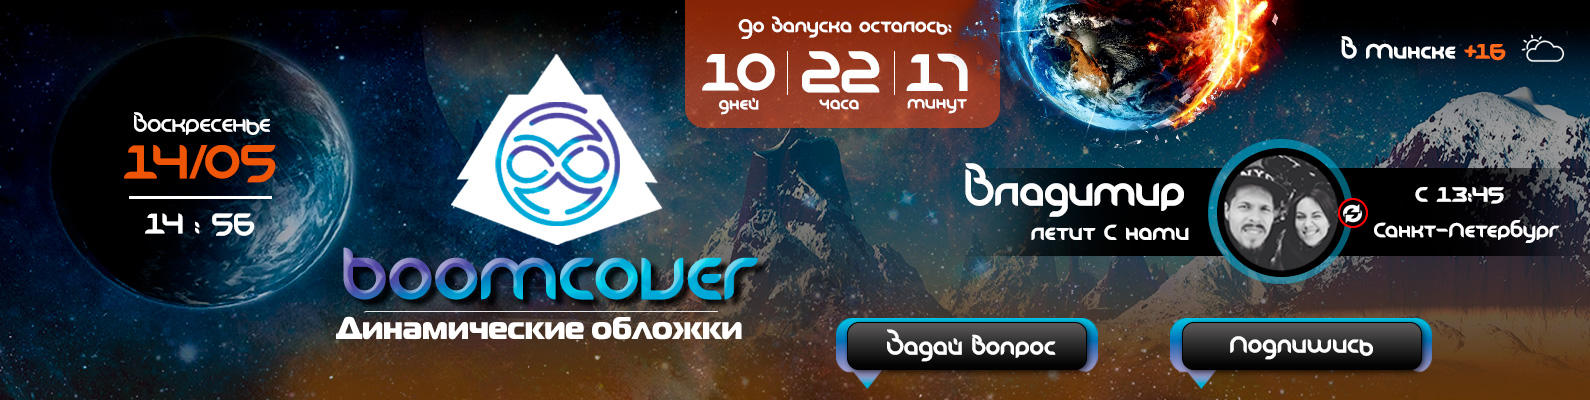 Воскресенье
14/05
14 : 56
boomcover
Динамические обложки
До запуска осталось:
10 22 17
дней часа минут
В Минске +16
Владимир
летит С нами
С 13:45
Санкт-Петербург
Задай вопрос
Подпишись